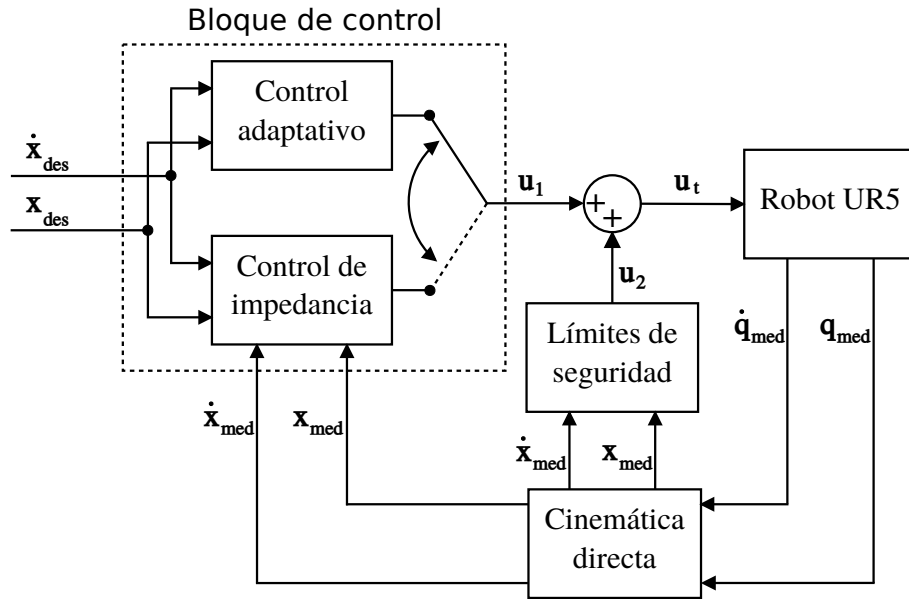 Bloque de control
Control
adaptativo
ẋdes
xdes
Control de
impedancia
u1
+
+
ut
Robot UR5
u2
Límites de
seguridad
q̇med
qmed
ẋmed
xmed
ẋmed
xmed
Cinemática
directa